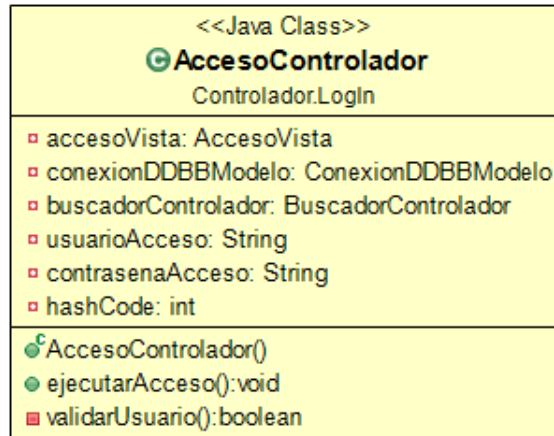 <<Java Class>>
AccesoControlador
Controlador.LogIn
accesoVista: AccesoVista
conexionDDBBModelo: ConexionDDBBModelo
buscadorControlador: BuscadorControlador
usuarioAcceso: String
contrasenaAcceso: String
hashCode: int
AccesoControlador()
ejecutarAcceso():void
validarUsuario():boolean